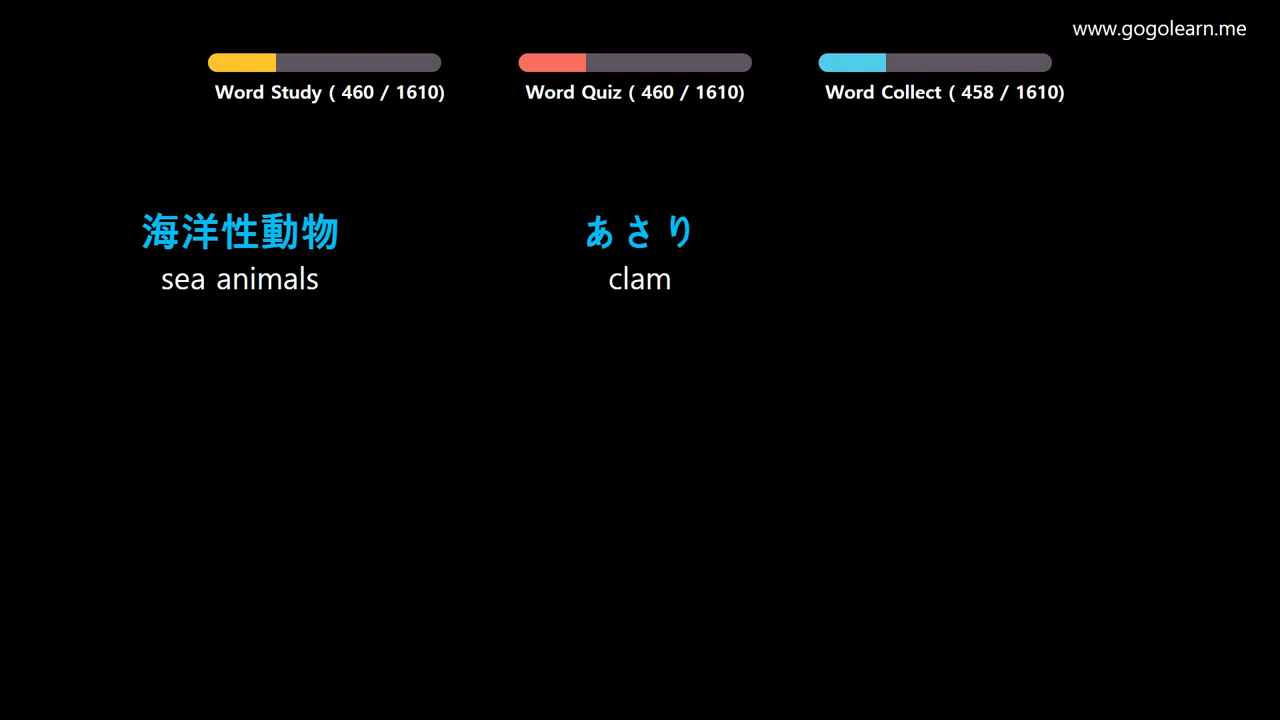 www.gogolearn.me
Word Study ( 460 / 1610)
Word Quiz ( 460 / 1610)
Word Collect ( 458 / 1610)
海洋性動物
sea animals
あさり
clam